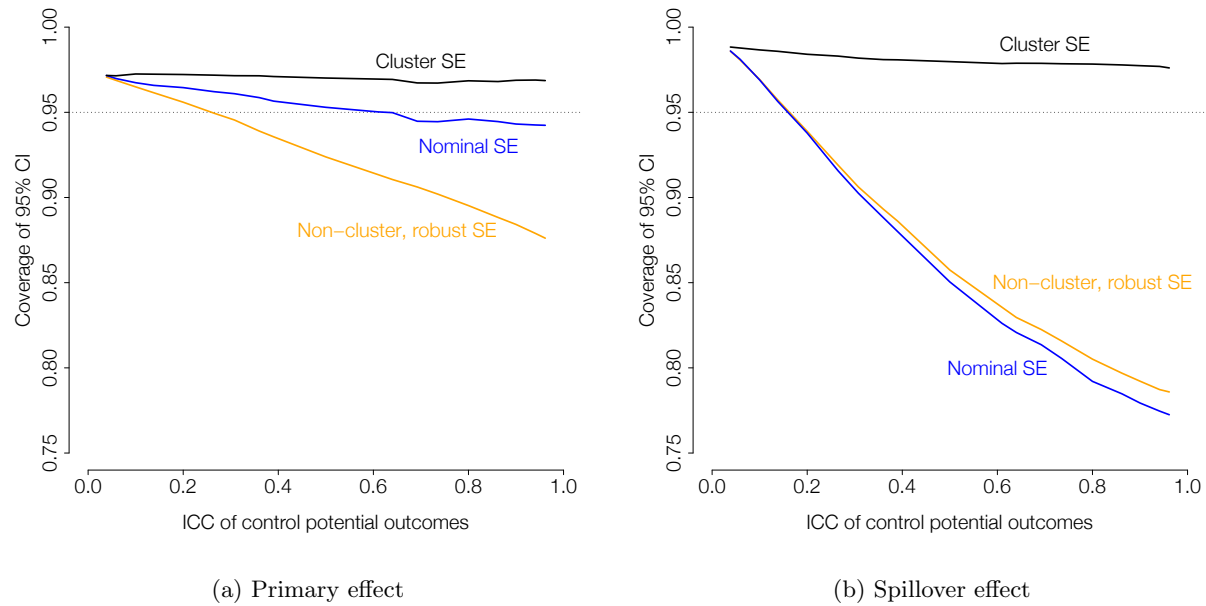 Coverage of 95% CI
1.00
0.95
0.90
0.85
0.80
0.75
Cluster SE
Nominal SE
Non−cluster, robust SE
0.0 0.2 0.4 0.6 0.8 1.0
ICC of control potential outcomes
(a) Primary effect
Coverage of 95% CI
1.00
0.95
0.90
0.85
0.80
0.75
Cluster SE
Non−cluster, robust SE
Nominal SE
0.0 0.2 0.4 0.6 0.8 1.0
ICC of control potential outcomes
(b) Spillover effect